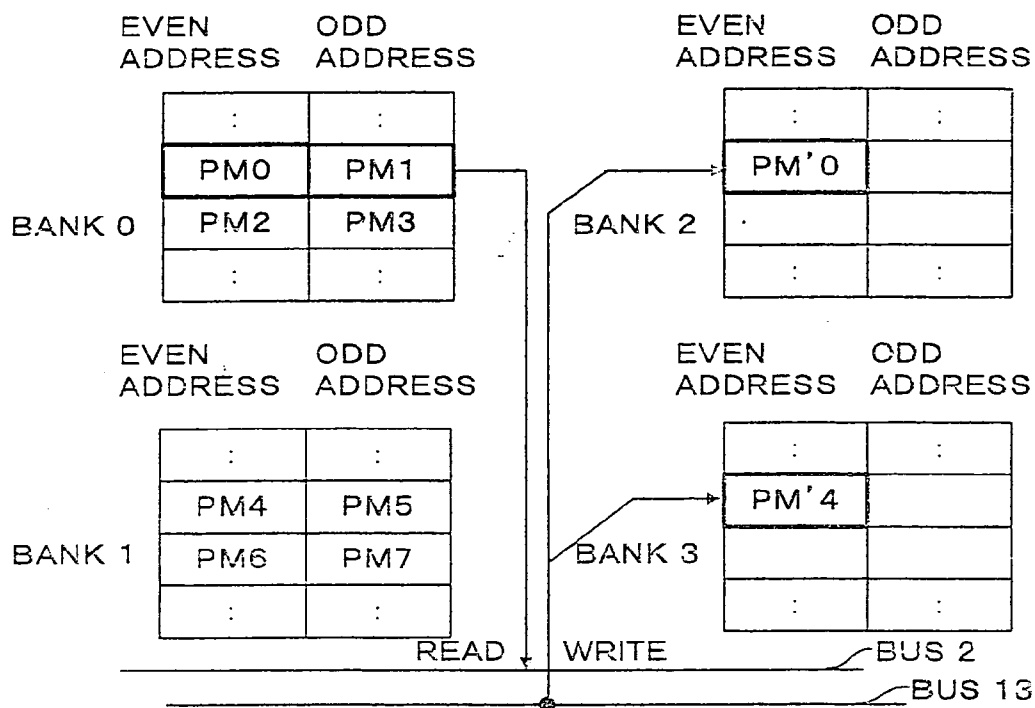 EVEN ADDRESS
ODD ADDRESS
:
:
PM0
PM1
BANK 0
PM2
PM3
:
:
EVEN ADDRESS
ODD ADDRESS
:
:
PM'0
BANK 2
:
:
EVEN ADDRESS
ODD ADDRESS
:
:
PM4
PM5
BANK 1
PM6
PM7
:
:
EVEN ADDRESS
ODD ADDRESS
:
:
PM'4
BANK 3
:
:
READ
WRITE
BUS 2
BUS 13